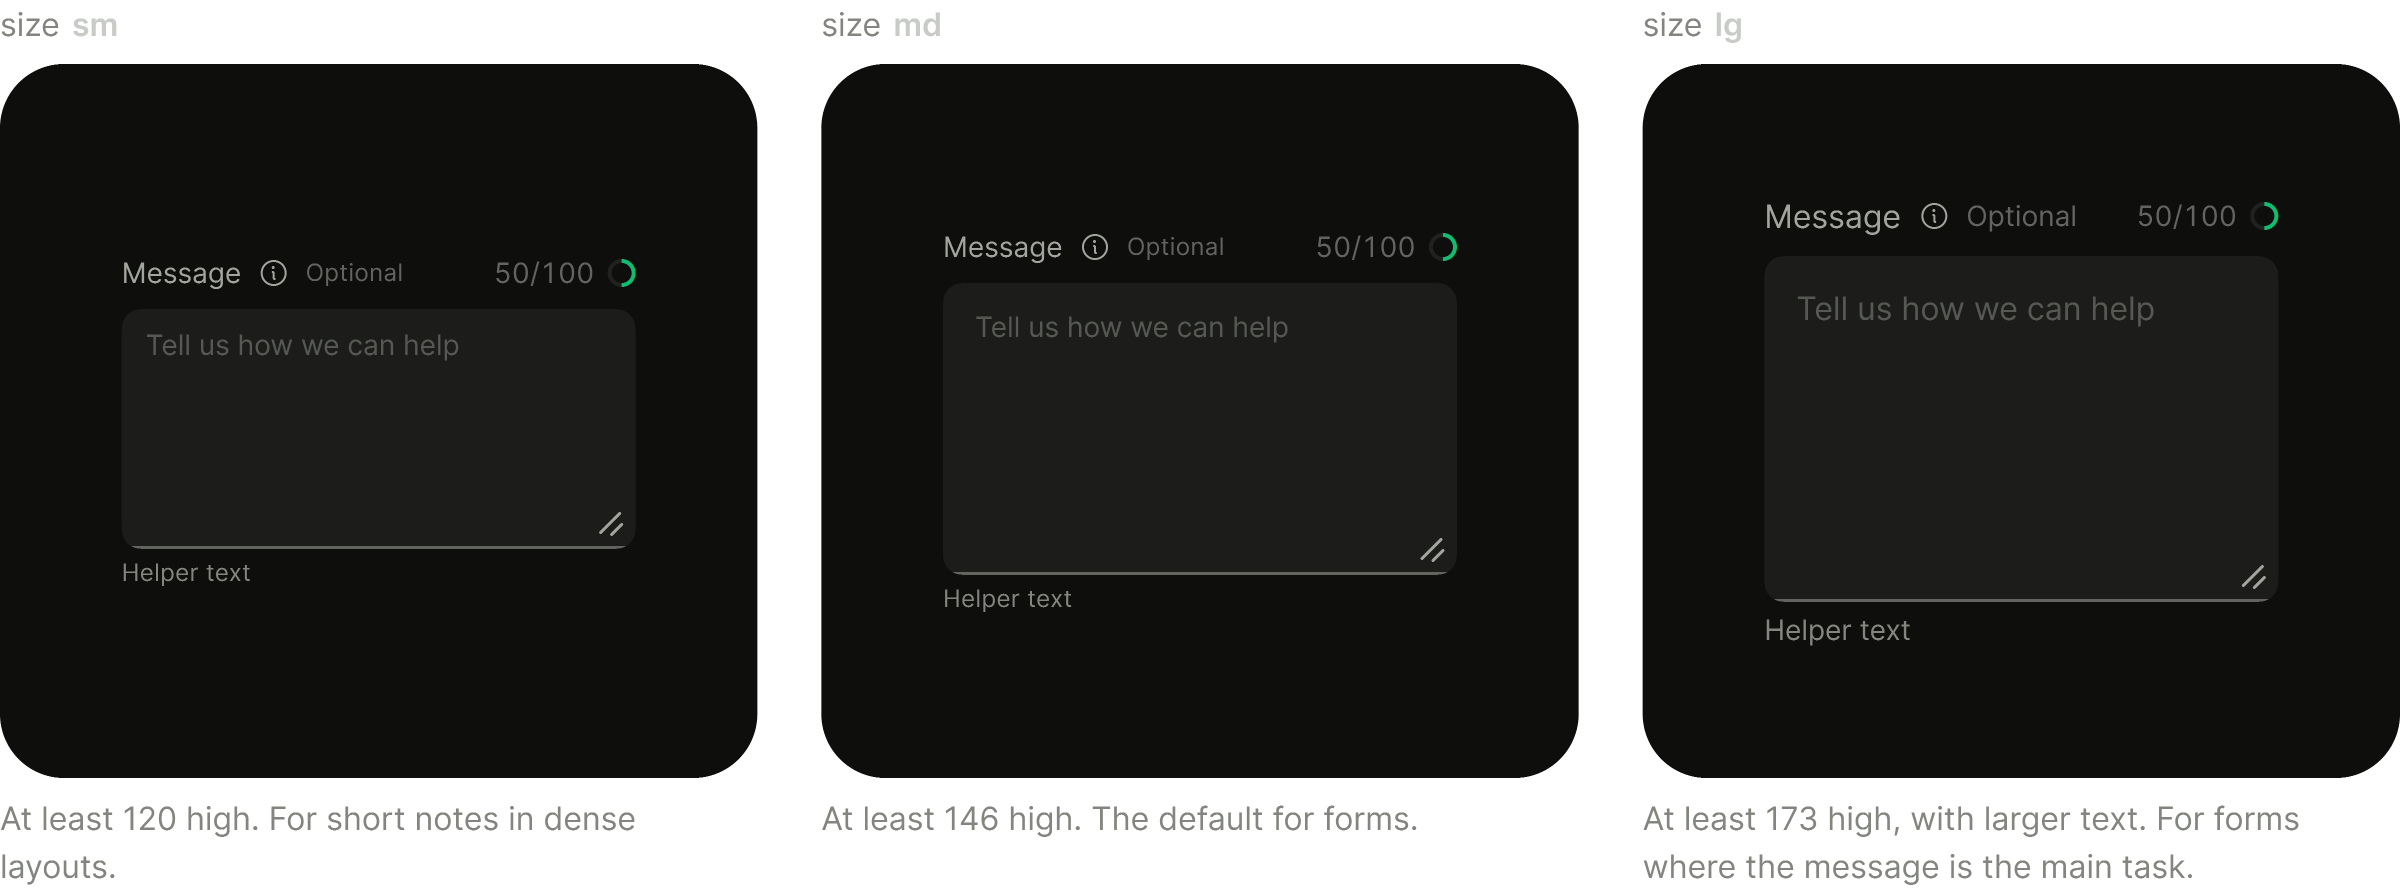 size sm
Message Optional 50/100
Tell us how we can help
Helper text
At least 120 high. For short notes in dense
layouts.
size md
Message Optional 50/100
Tell us how we can help
Helper text
At least 146 high. The default for forms.
size lg
Message Optional 50/100
Tell us how we can help
Helper text
At least 173 high, with larger text. For forms
where the message is the main task.